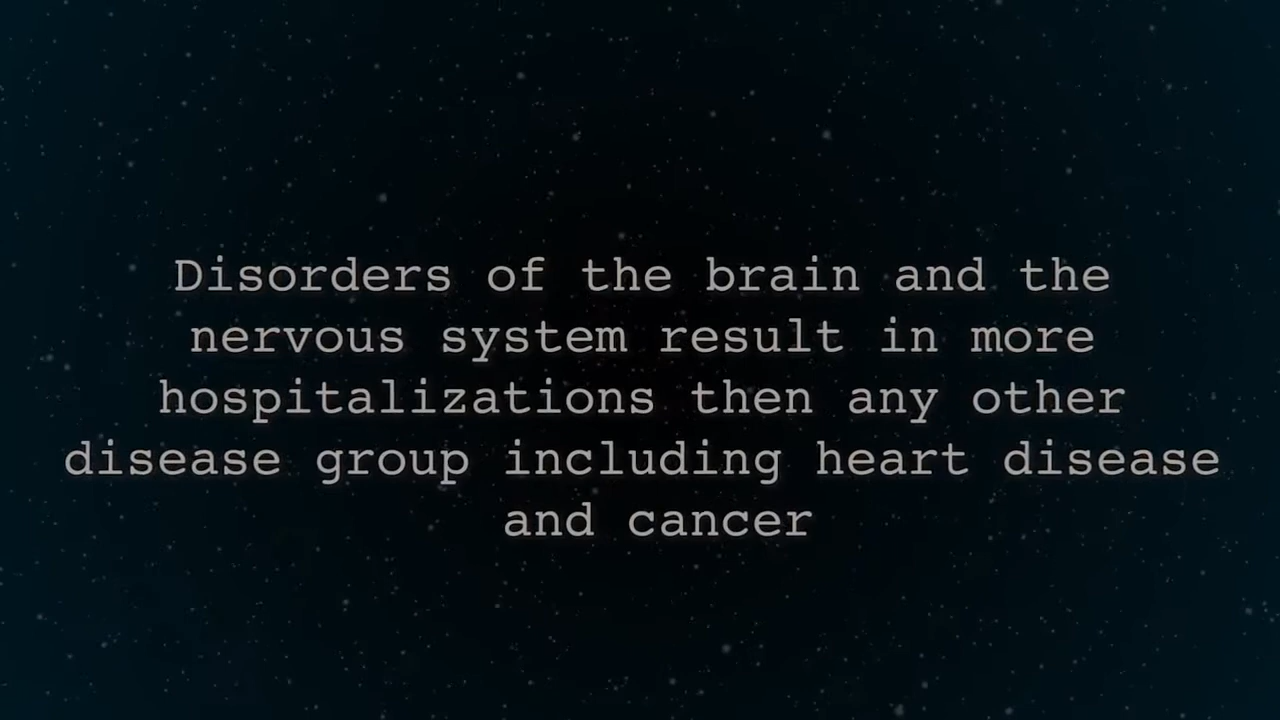 Disorders of the brain and the
nervous system result in more
hospitalizations then any other
disease group including heart disease
and cancer